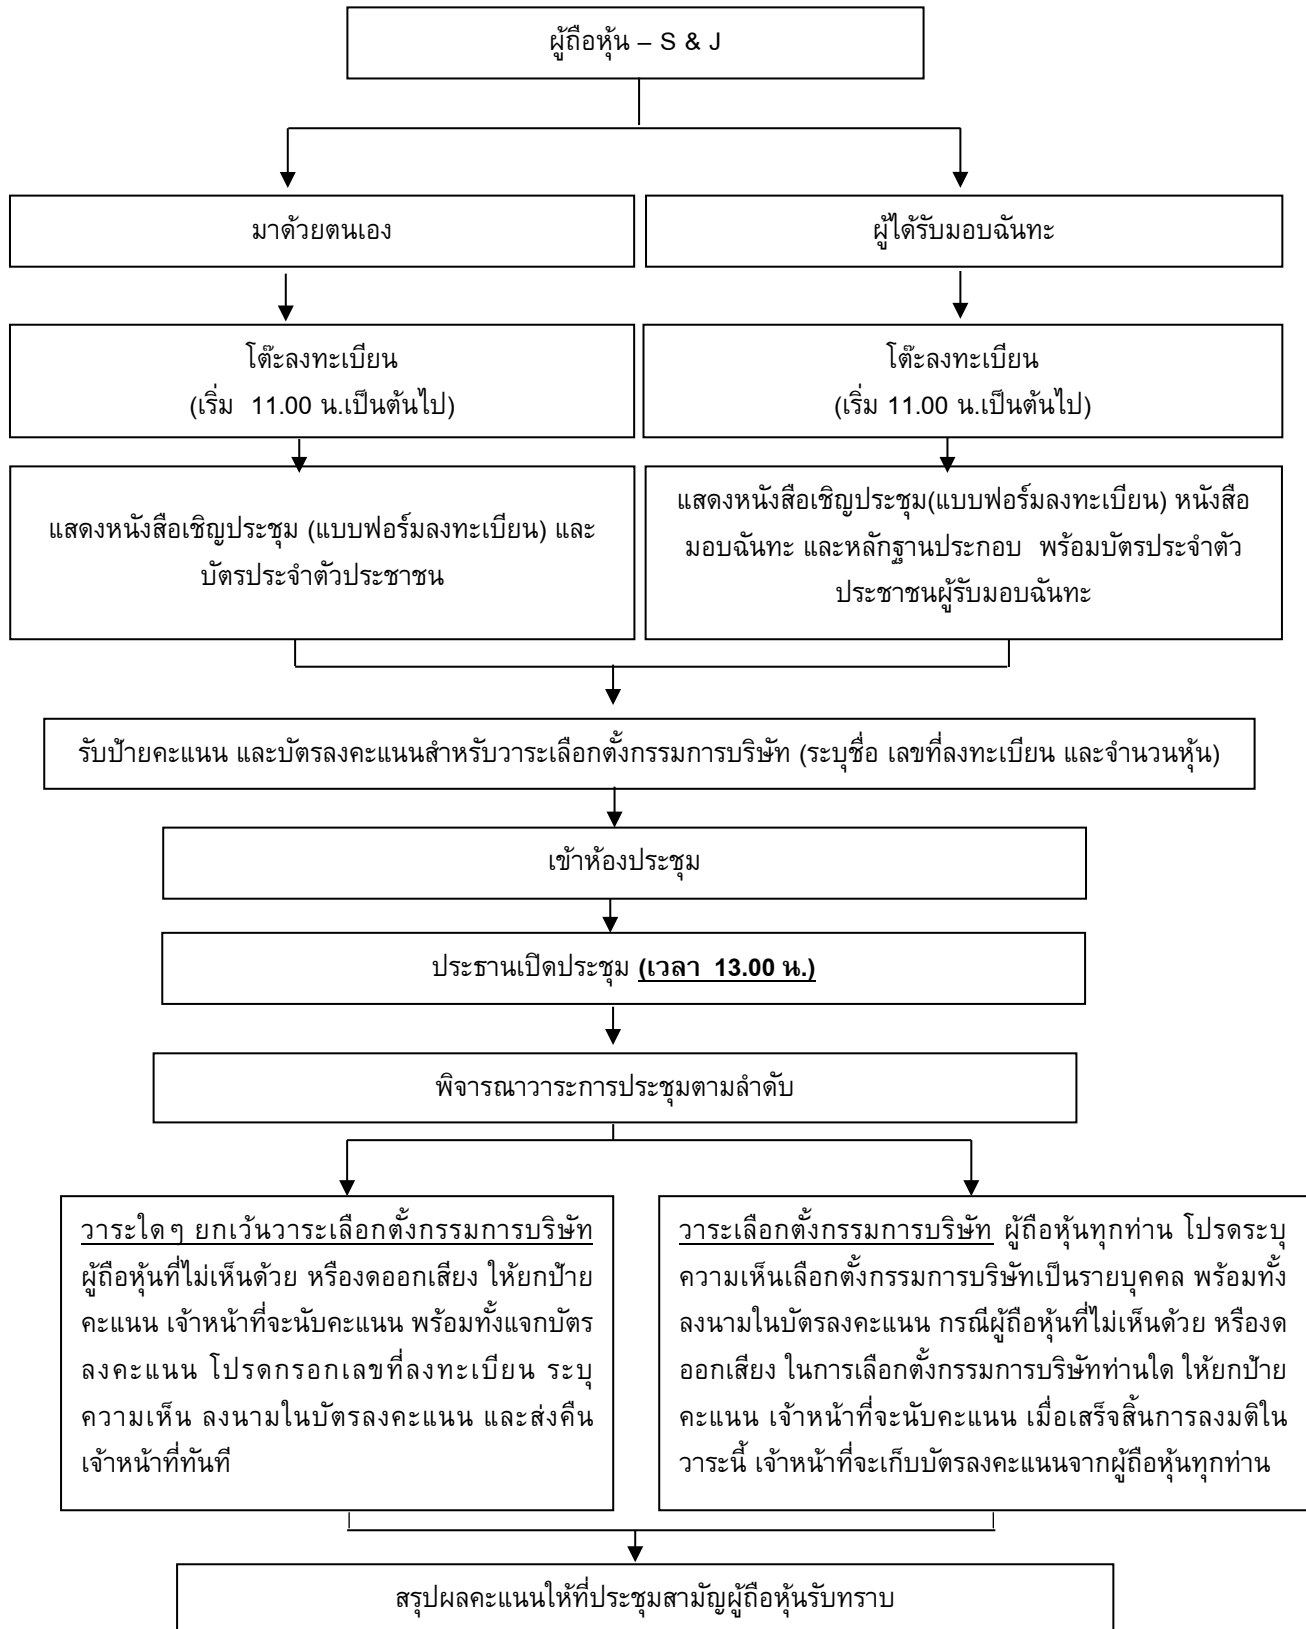 ผู้ถือหุ้น – S & J
มาด้วยตนเอง
ผู้ได้รับมอบฉันทะ
โต๊ะลงทะเบียน
(เริ่ม 11.00 น.เป็นต้นไป)
โต๊ะลงทะเบียน
(เริ่ม 11.00 น.เป็นต้นไป)
แสดงหนังสือเชิญประชุม (แบบฟอร์มลงทะเบียน) และ
บัตรประจำตัวประชาชน
แสดงหนังสือเชิญประชุม(แบบฟอร์มลงทะเบียน) หนังสือ
มอบฉันทะ และหลักฐานประกอบ พร้อมบัตรประจำตัว
ประชาชนผู้รับมอบฉันทะ
รับป้ายคะแนน และบัตรลงคะแนนสำหรับวาระเลือกตั้งกรรมการบริษัท (ระบุชื่อ เลขที่ลงทะเบียน และจำนวนหุ้น)
เข้าห้องประชุม
ประธานเปิดประชุม (เวลา 13.00 น.)
พิจารณาวาระการประชุมตามลำดับ
วาระใดๆ ยกเว้นวาระเลือกตั้งกรรมการบริษัท
ผู้ถือหุ้นที่ไม่เห็นด้วย หรืองดออกเสียง ให้ยกป้าย
คะแนน เจ้าหน้าที่จะนับคะแนน พร้อมทั้งแจกบัตร
ลงคะแนน โปรดกรอกเลขที่ลงทะเบียน ระบุ
ความเห็น ลงนามในบัตรลงคะแนน และส่งคืน
เจ้าหน้าที่ทันที
วาระเลือกตั้งกรรมการบริษัท ผู้ถือหุ้นทุกท่าน โปรดระบุ
ความเห็นเลือกตั้งกรรมการบริษัทเป็นรายบุคคล พร้อมทั้ง
ลงนามในบัตรลงคะแนน กรณีผู้ถือหุ้นที่ไม่เห็นด้วย หรืองด
ออกเสียง ในการเลือกตั้งกรรมการบริษัทท่านใด ให้ยกป้าย
คะแนน เจ้าหน้าที่จะนับคะแนน เมื่อเสร็จสิ้นการลงมติใน
วาระนี้ เจ้าหน้าที่จะเก็บบัตรลงคะแนนจากผู้ถือหุ้นทุกท่าน
สรุปผลคะแนนให้ที่ประชุมสามัญผู้ถือหุ้นรับทราบ